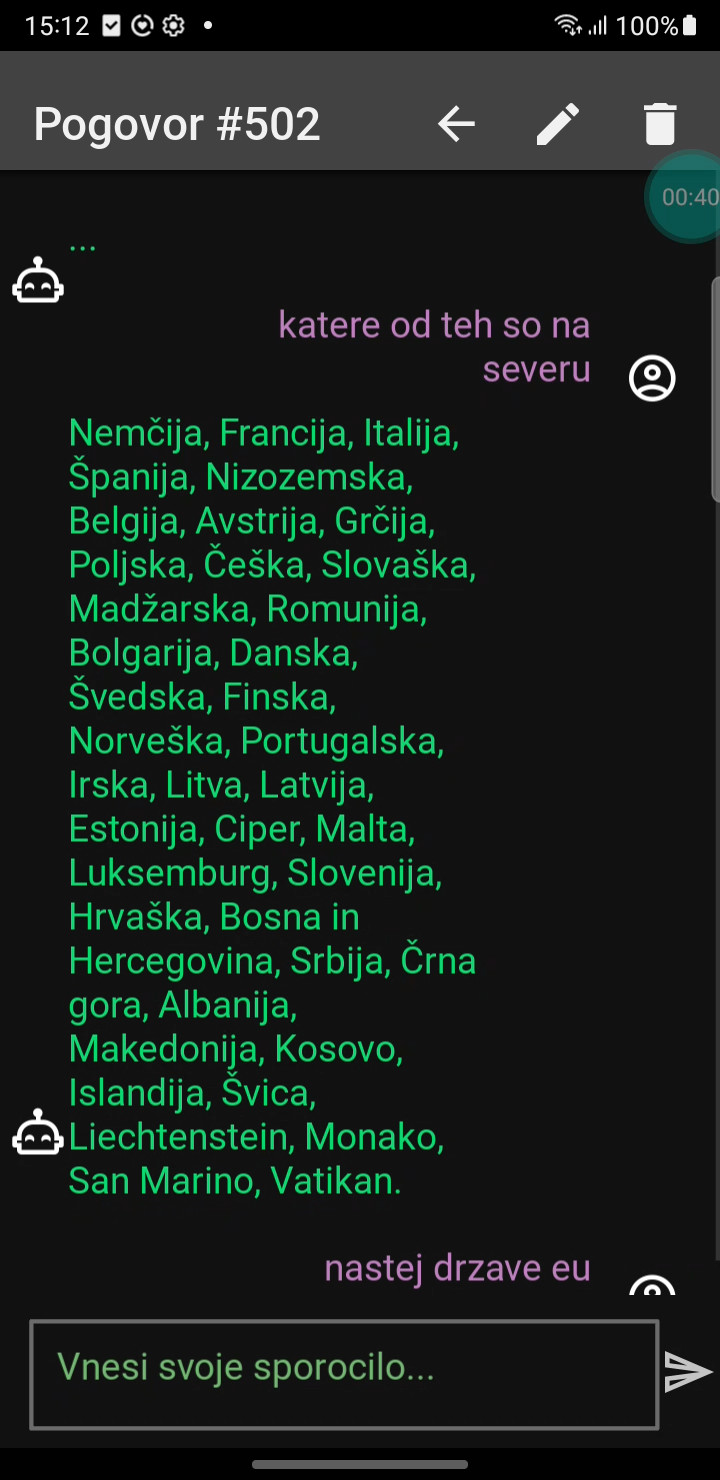 15:12
100%
Pogovor #502
00:40
...
katere od teh so na
severu
Nemčija, Francija, Italija,
Španija, Nizozemska,
Belgija, Avstrija, Grčija,
Poljska, Češka, Slovaška,
Madžarska, Romunija,
Bolgarija, Danska,
Švedska, Finska,
Norveška, Portugalska,
Irska, Litva, Latvija,
Estonija, Ciper, Malta,
Luksemburg, Slovenija,
Hrvaška, Bosna in
Hercegovina, Srbija, Črna
gora, Albanija,
Makedonija, Kosovo,
Islandija, Švica,
Liechtenstein, Monako,
San Marino, Vatikan.
nastej drzave eu
Vnesi svoje sporocilo...